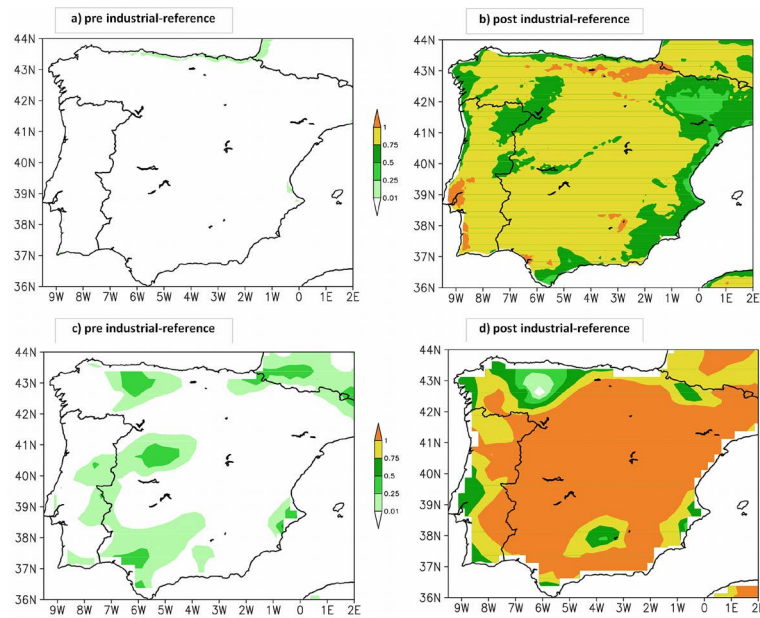 a) pre industrial-reference
b) post industrial-reference
44N
43N
42N
41N
40N
39N
38N
37N
36N
9W 8W 7W 6W 5W 4W 3W 2W 1W 0 1E 2E
1
0.75
0.5
0.25
0.01
44N
43N
42N
41N
40N
39N
38N
37N
36N
9W 8W 7W 6W 5W 4W 3W 2W 1W 0 1E 2E
c) pre industrial-reference
d) post industrial-reference
44N
43N
42N
41N
40N
39N
38N
37N
36N
9W 8W 7W 6W 5W 4W 3W 2W 1W 0 1E 2E
1
0.75
0.5
0.25
0.01
44N
43N
42N
41N
40N
39N
38N
37N
36N
9W 8W 7W 6W 5W 4W 3W 2W 1W 0 1E 2E